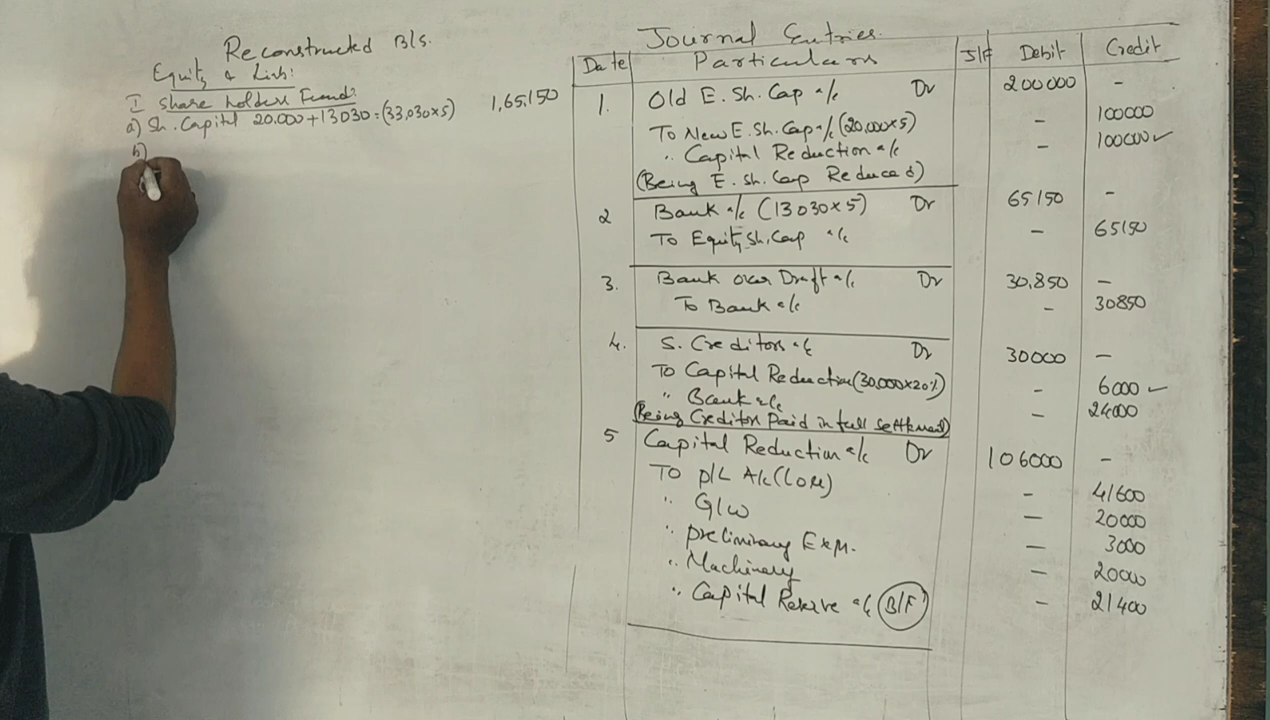 Reconstructed B/s.
Equity & Liab:
I Share holders Funds:
a) Sh. Capital 20,000+13030=(33,030×5) 1,65,150
b)
Journal Entries.
Date Particulars J/F Debit Credit
1. Old E. Sh. Cap a/c Dr 200000 -
To New E. Sh. Cap a/c (20,000×5) - 100000
" Capital Reduction a/c - 100000 ✓
(Being E. Sh. Cap Reduced)
2 Bank a/c (13030×5) Dr 65150 -
To Equity Sh. Cap a/c - 65150
3. Bank over Draft a/c Dr 30,850 -
To Bank a/c - 30850
4. S. Creditors a/c Dr 30000 -
To Capital Reduction (30,000×20%) - 6000 ✓
" Bank a/c - 24000
(Being Creditors Paid in full settlement)
5 Capital Reduction a/c Dr 106000 -
To P/L A/c (Loss) - 41600
" G/w - 20000
" Preliminary Exp. - 3000
" Machinery - 20000
" Capital Reserve a/c B/F - 21400